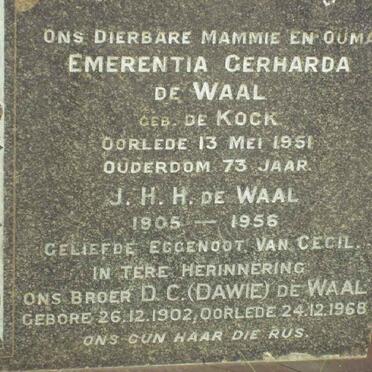 ONS DIERBARE MAMMIE EN OUMA
EMERENTIA GERHARDA
DE WAAL
GEB. DE KOCK
OORLEDE 13 MEI 1951
OUDERDOM 73 JAAR
J. H. H. DE WAAL
1905 — 1956
GELIEFDE EGGENOOT VAN CECIL.
IN TERE HERINNERING
ONS BROER D.C.(DAWIE) DE WAAL
GEBORE 26.12.1902, OORLEDE 24.12.1968
ONS GUN HAAR DIE RUS.